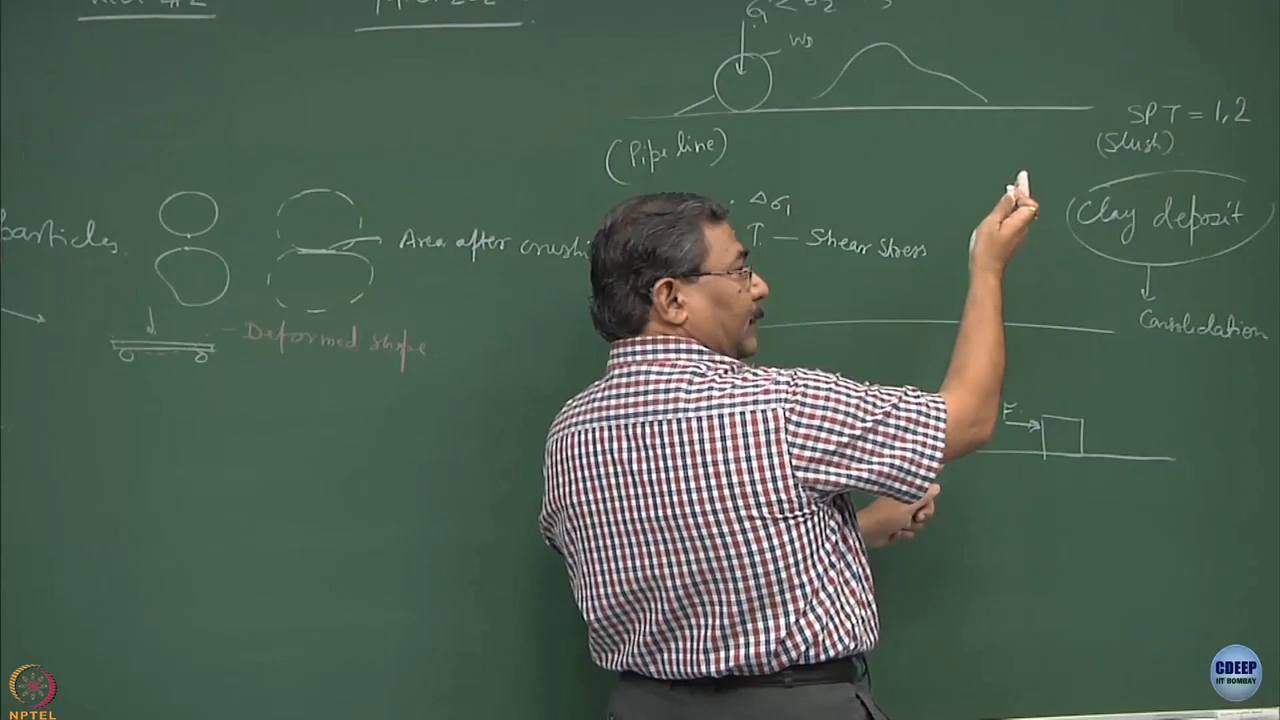 W D
SPT = 1,2
(Slush)
(Pipe line)
Clay deposit
Δσ1
particles.
Area after crushi
T. — Shear Stress
Consolidation
- Deformed shape
F.
NPTEL
CDEEP
IIT BOMBAY